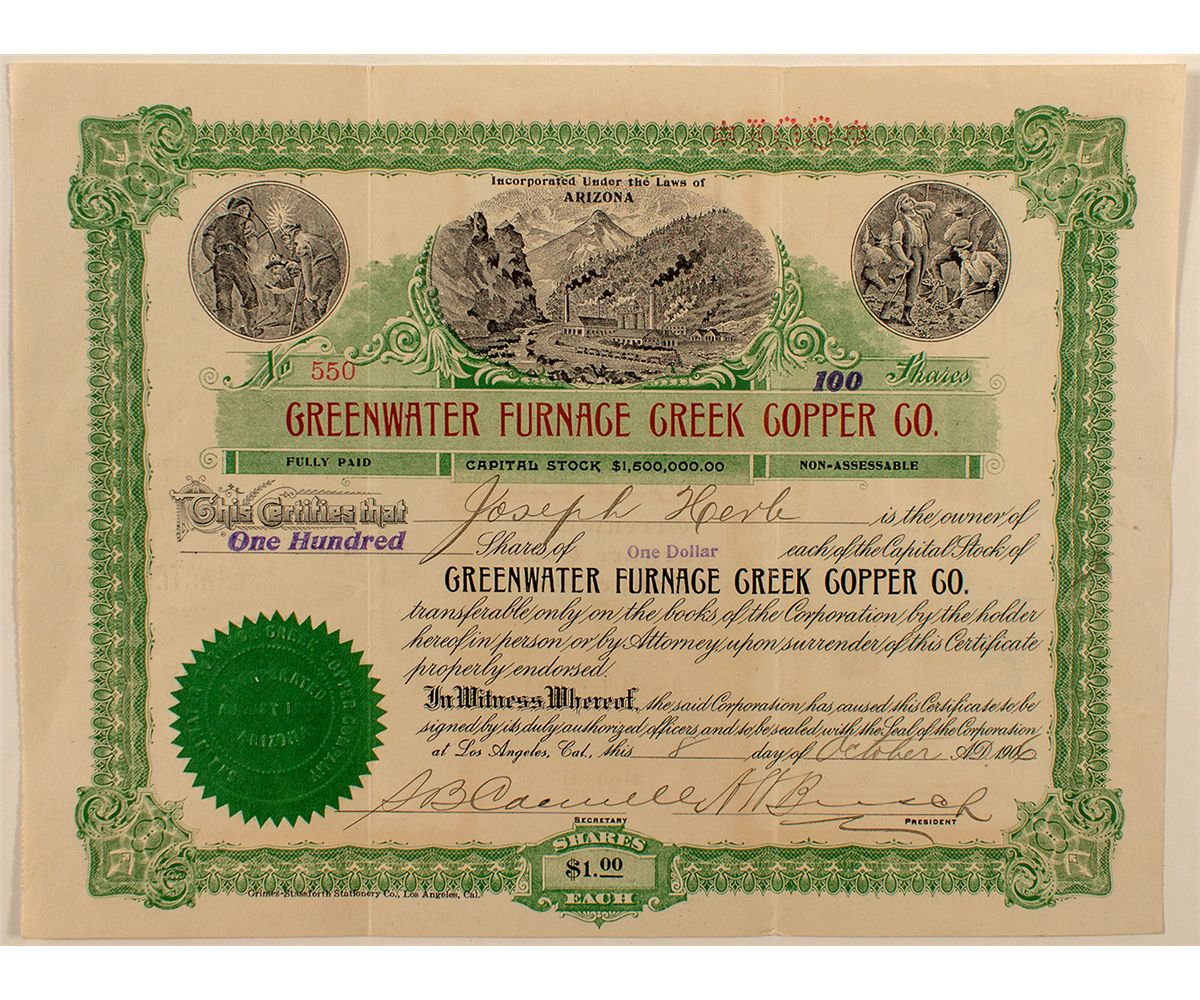 Incorporated Under the Laws of
ARIZONA
No 550
100 Shares
GREENWATER FURNACE CREEK COPPER CO.
FULLY PAID
CAPITAL STOCK $1,500,000.00
NON-ASSESSABLE
This Certifies that Joseph Herb is the owner of
One Hundred Shares of One Dollar each of the Capital Stock of
GREENWATER FURNACE CREEK COPPER CO.
transferable only on the books of the Corporation by the holder
hereof in person or by Attorney upon surrender of this Certificate
properly endorsed.
In Witness Whereof, the said Corporation has caused this Certificate to be
signed by its duly authorized officers and to be sealed with the Seal of the Corporation
at Los Angeles, Cal. this 8 day of October A.D. 1906
SECRETARY
PRESIDENT
SHARES
$1.00
EACH
Grimes-Stassforth Stationery Co., Los Angeles, Cal.